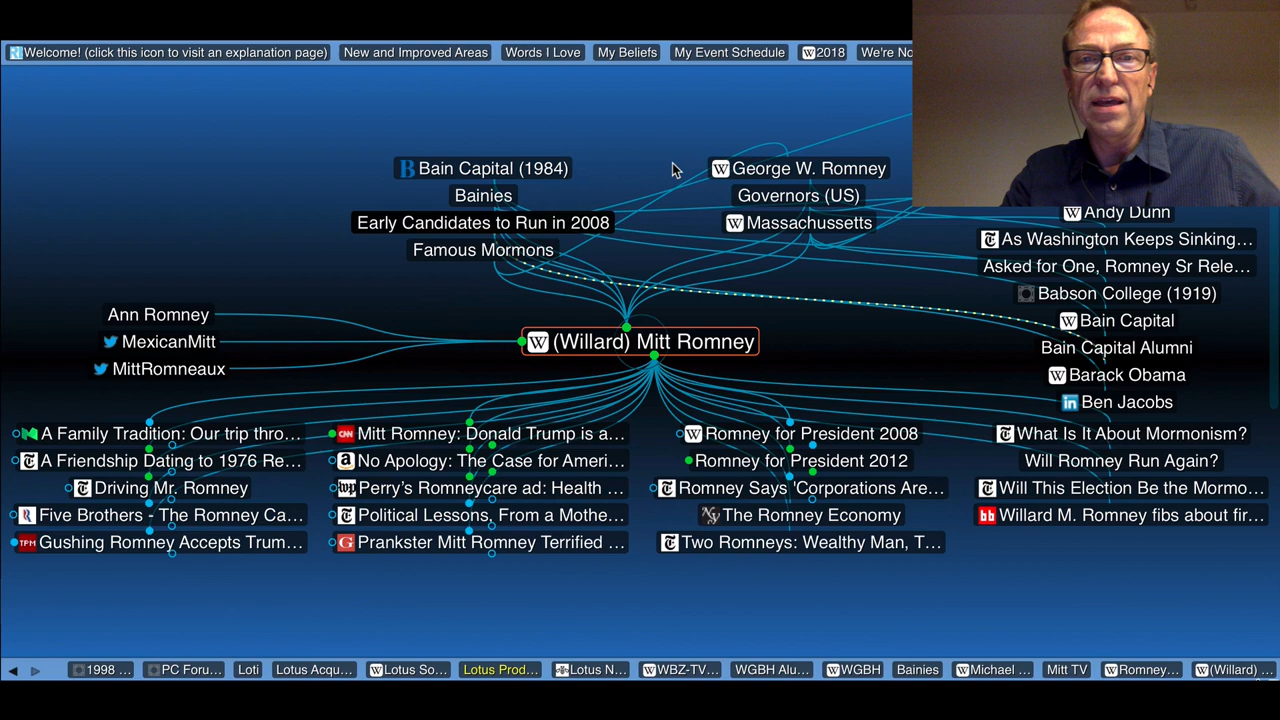 Welcome! (click this icon to visit an explanation page) New and Improved Areas Words I Love My Beliefs My Event Schedule W 2018 We're No
B Bain Capital (1984)
Bainies
Early Candidates to Run in 2008
Famous Mormons
W George W. Romney
Governors (US)
W Massachussetts
W Andy Dunn
T As Washington Keeps Sinking...
Asked for One, Romney Sr Rele...
Babson College (1919)
W Bain Capital
Bain Capital Alumni
W Barack Obama
in Ben Jacobs
Ann Romney
MexicanMitt
MittRomneaux
W (Willard) Mitt Romney
A Family Tradition: Our trip thro...
T A Friendship Dating to 1976 Re...
T Driving Mr. Romney
R Five Brothers - The Romney Ca...
TPM Gushing Romney Accepts Trum...
CNN Mitt Romney: Donald Trump is a...
a No Apology: The Case for Ameri...
wp Perry's Romneycare ad: Health ...
T Political Lessons, From a Mothe...
G Prankster Mitt Romney Terrified ...
W Romney for President 2008
Romney for President 2012
T Romney Says 'Corporations Are...
NY The Romney Economy
T Two Romneys: Wealthy Man, T...
T What Is It About Mormonism?
Will Romney Run Again?
T Will This Election Be the Mormo...
bb Willard M. Romney fibs about fir...
1998 ... PC Foru... Loti Lotus Acqu... W Lotus So... Lotus Prod... Lotus N... W WBZ-TV... WGBH Alu... W WGBH Bainies W Michael ... Mitt TV W Romney... W (Willard) ...